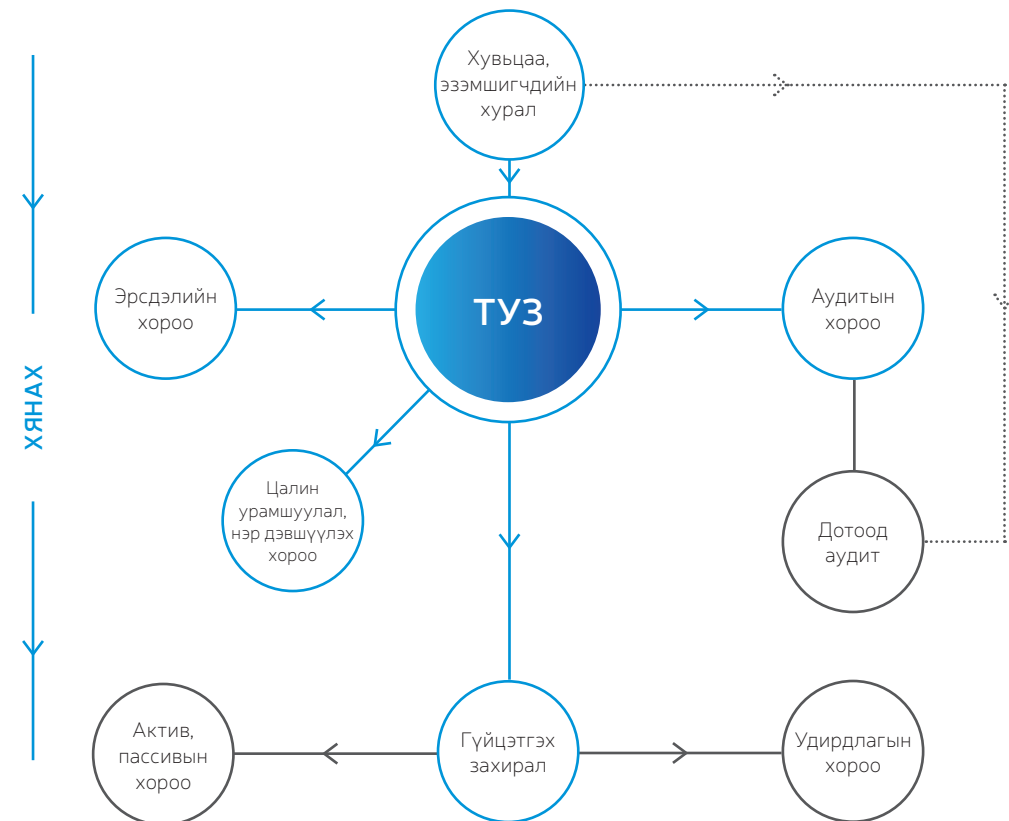 Хувьцаа,
эзэмшигчдийн
хурал
ХЯНАХ
Эрсдэлийн
хороо
ТУЗ
Аудитын
хороо
Цалин
урамшуулал,
нэр дэвшүүлэх
хороо
Дотоод
аудит
Актив,
пассивын
хороо
Гүйцэтгэх
захирал
Удирдлагын
хороо